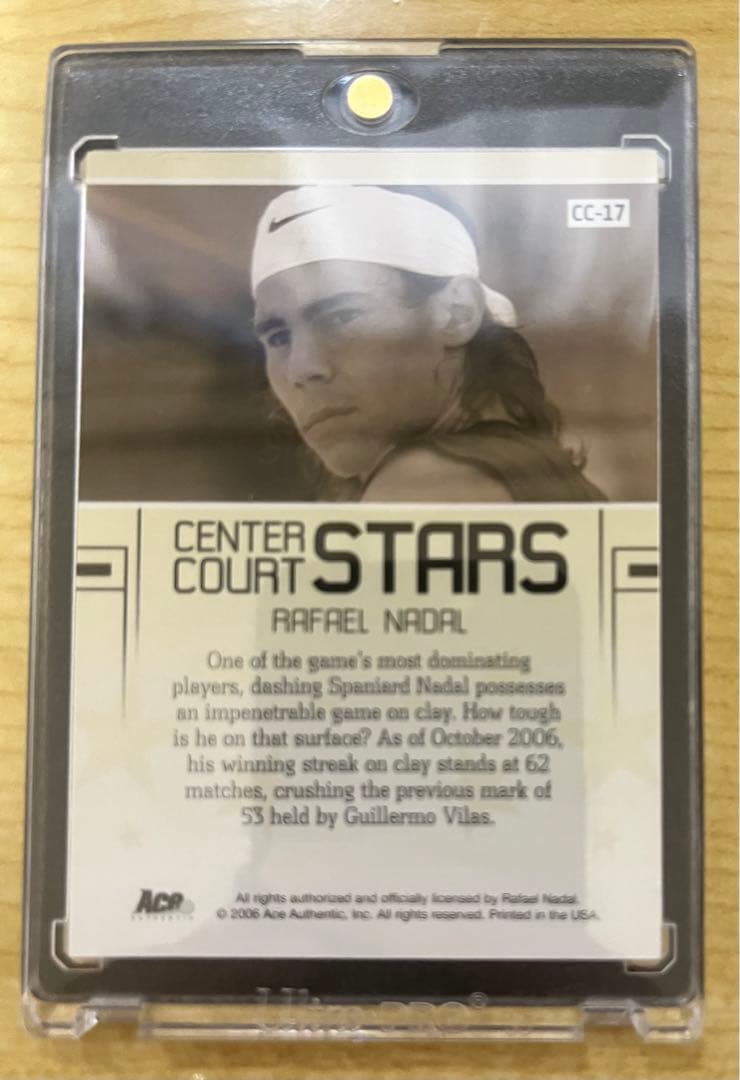 CC-17
CENTER
COURT STARS
RAFAEL NADAL
One of the game's most dominating
players, dashing Spaniard Nadal possesses
an impenetrable game on clay. How tough
is he on that surface? As of October 2006,
his winning streak on clay stands at 62
matches, crushing the previous mark of
53 held by Guillermo Vilas.
ACE
AUTHENTIC
All rights authorized and officially licensed by Rafael Nadal.
© 2006 Ace Authentic, Inc. All rights reserved. Printed in the USA.
Ultra PRO®